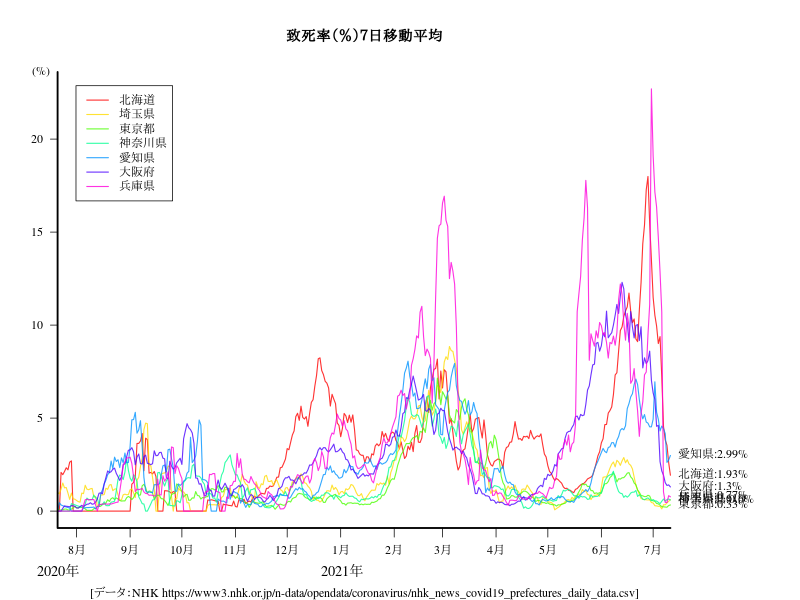 致死率(%)7日移動平均
(%)
北海道
埼玉県
東京都
神奈川県
愛知県
大阪府
兵庫県
20
15
10
5
0
愛知県:2.99%
北海道:1.93%
大阪府:1.3%
東京都:0.33%
8月 9月 10月 11月 12月 1月 2月 3月 4月 5月 6月 7月
2020年 2021年
[データ:NHK https://www3.nhk.or.jp/n-data/opendata/coronavirus/nhk_news_covid19_prefectures_daily_data.csv]